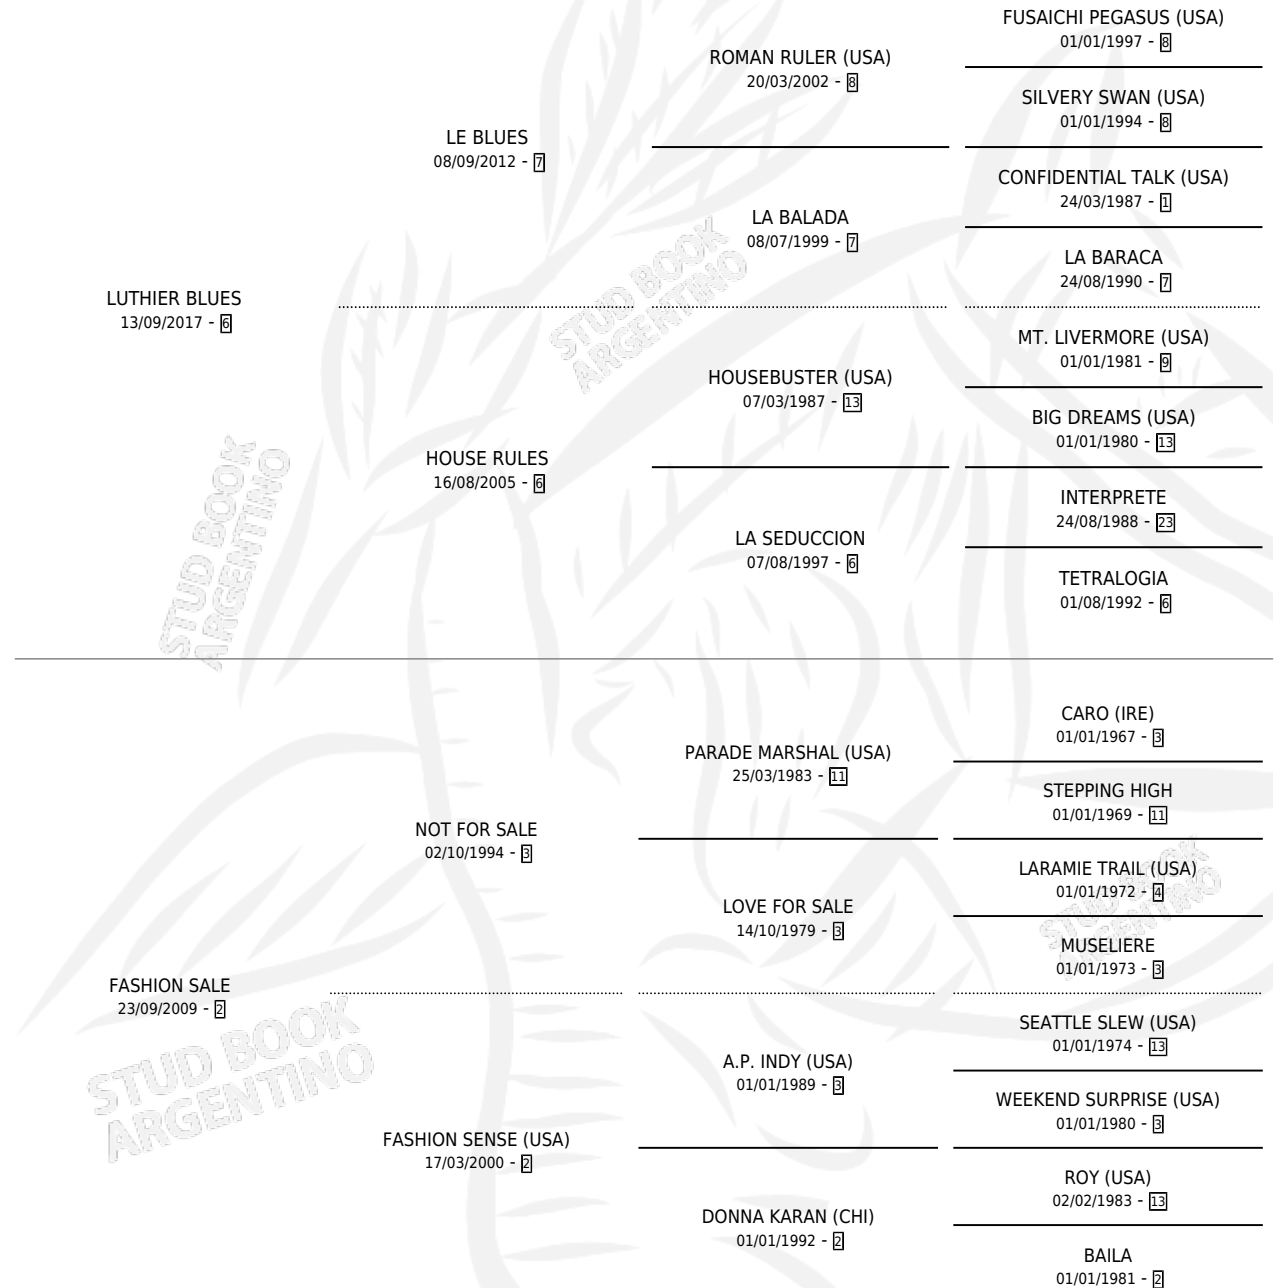 FUSAICHI PEGASUS (USA)
01/01/1997 - 8
ROMAN RULER (USA)
20/03/2002 - 8
SILVERY SWAN (USA)
01/01/1994 - 8
LE BLUES
08/09/2012 - 7
CONFIDENTIAL TALK (USA)
24/03/1987 - 1
LA BALADA
08/07/1999 - 7
LA BARACA
24/08/1990 - 7
LUTHIER BLUES
13/09/2017 - 6
MT. LIVERMORE (USA)
01/01/1981 - 9
HOUSEBUSTER (USA)
07/03/1987 - 13
BIG DREAMS (USA)
01/01/1980 - 13
HOUSE RULES
16/08/2005 - 6
INTERPRETE
24/08/1988 - 23
LA SEDUCCION
07/08/1997 - 6
TETRALOGIA
01/08/1992 - 6
CARO (IRE)
01/01/1967 - 3
PARADE MARSHAL (USA)
25/03/1983 - 11
STEPPING HIGH
01/01/1969 - 11
NOT FOR SALE
02/10/1994 - 3
LARAMIE TRAIL (USA)
01/01/1972 - 4
LOVE FOR SALE
14/10/1979 - 3
MUSELIERE
01/01/1973 - 3
FASHION SALE
23/09/2009 - 2
SEATTLE SLEW (USA)
01/01/1974 - 13
A.P. INDY (USA)
01/01/1989 - 3
WEEKEND SURPRISE (USA)
01/01/1980 - 3
FASHION SENSE (USA)
17/03/2000 - 2
ROY (USA)
02/02/1983 - 13
DONNA KARAN (CHI)
01/01/1992 - 2
BAILA
01/01/1981 - 2
STUD BOOK
ARGENTINO
STUD BOOK
ARGENTINO
STUD BOOK
ARGENTINO
STUD BOOK
ARGENTINO